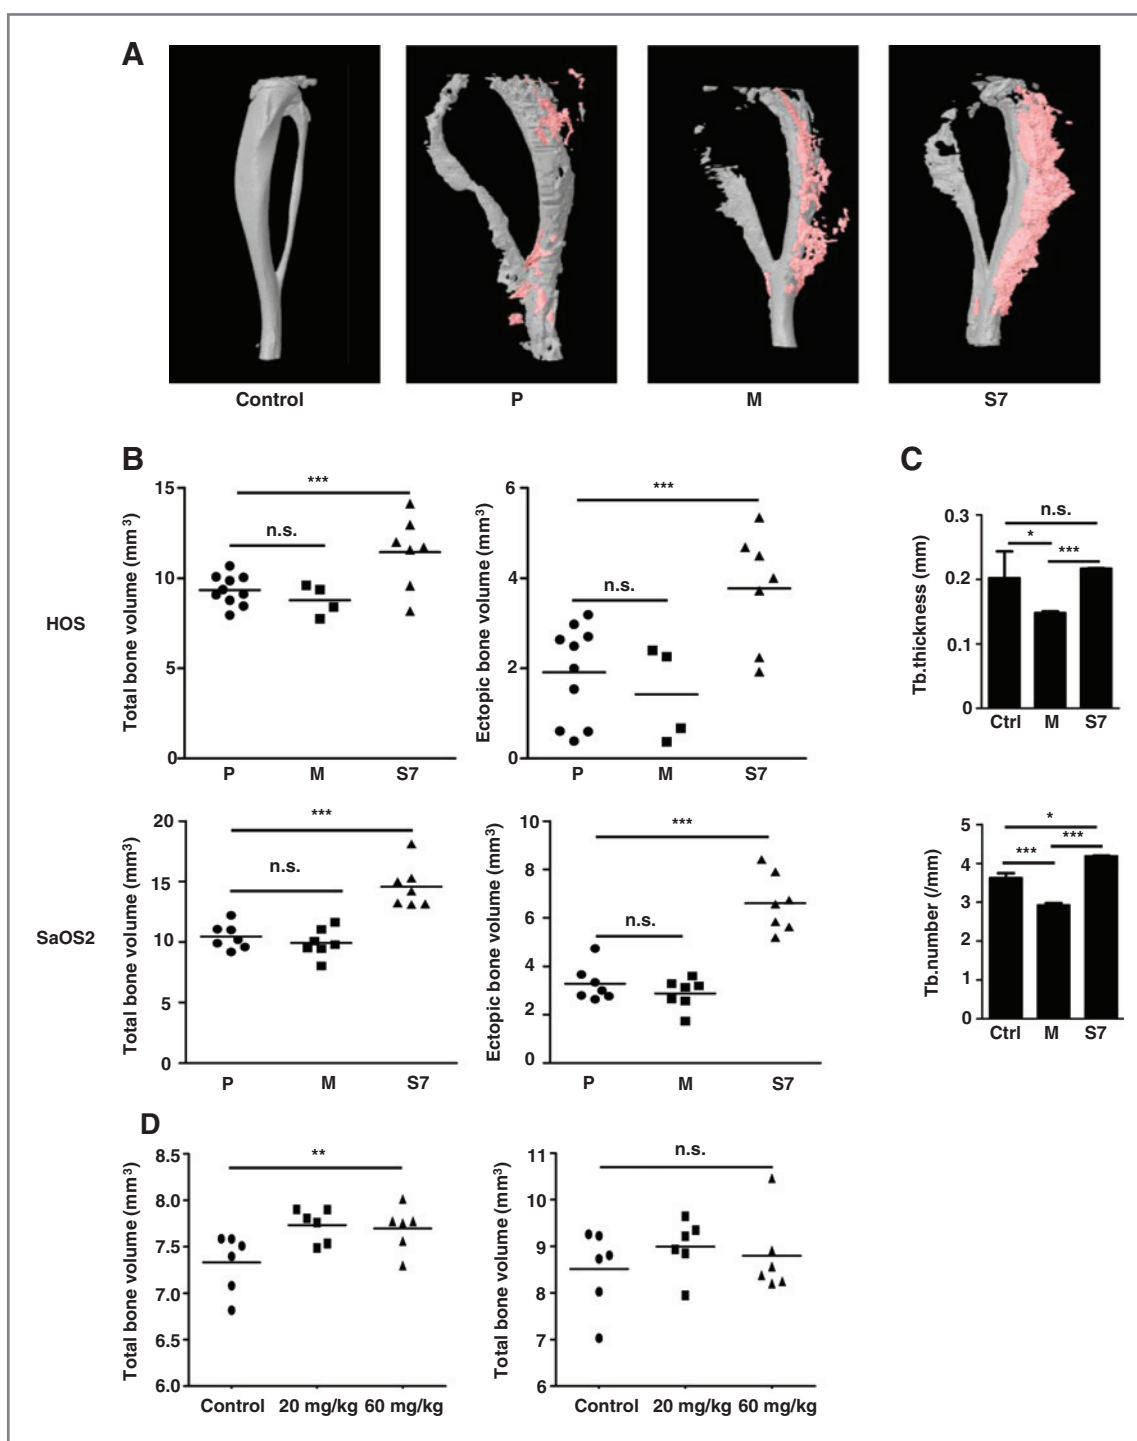 A
Control P M S7
B
HOS
Total bone volume (mm³)
15
10
5
0
***
n.s.
P M S7
Ectopic bone volume (mm³)
6
4
2
0
***
n.s.
P M S7
SaOS2
Total bone volume (mm³)
20
15
10
5
0
***
n.s.
P M S7
Ectopic bone volume (mm³)
10
8
6
4
2
0
***
n.s.
P M S7
C
Tb.thickness (mm)
0.3
0.2
0.1
0
n.s.
*
***
Ctrl M S7
Tb.number (/mm)
5
4
3
2
1
0
*
***
***
Ctrl M S7
D
Total bone volume (mm³)
8.5
8.0
7.5
7.0
6.5
6.0
**
Control 20 mg/kg 60 mg/kg
Total bone volume (mm³)
11
10
9
8
7
6
n.s.
Control 20 mg/kg 60 mg/kg